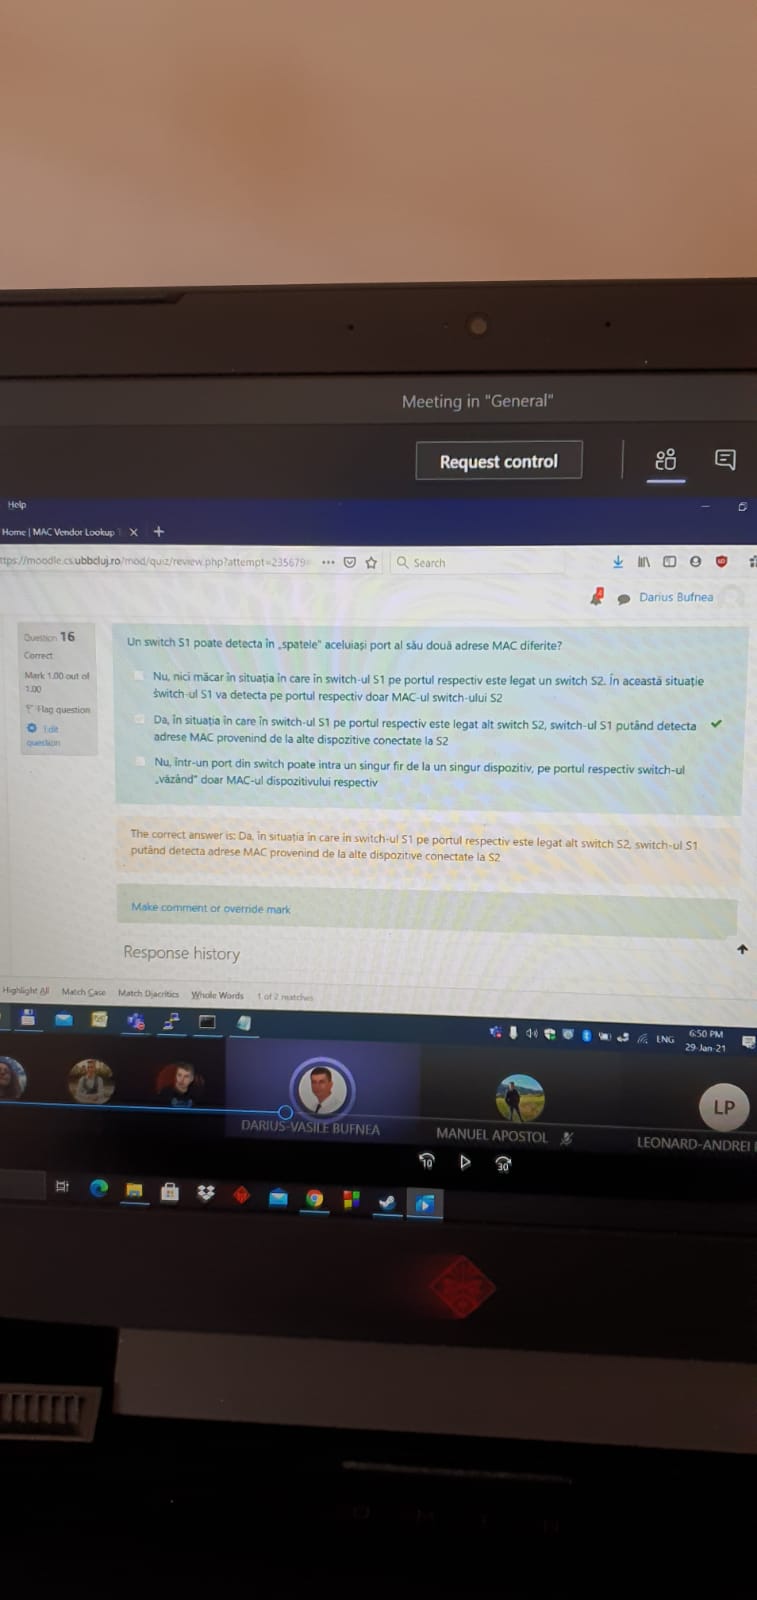 Meeting in "General"
Request control
Help
Home | MAC Vendor Lookup
ttps://moodle.cs.ubbcluj.ro/mod/quiz/review.php?attempt=235679
Search
Darius Bufnea
Question 16
Correct
Mark 1.00 out of
1.00
Flag question
Edit
question
Un switch S1 poate detecta în „spatele" aceluiași port al său două adrese MAC diferite?
Nu, nici măcar în situația în care în switch-ul S1 pe portul respectiv este legat un switch S2. În această situație
switch-ul S1 va detecta pe portul respectiv doar MAC-ul switch-ului S2
Da, în situația în care în switch-ul S1 pe portul respectiv este legat alt switch S2, switch-ul S1 putând detecta
adrese MAC provenind de la alte dispozitive conectate la S2
Nu, într-un port din switch poate intra un singur fir de la un singur dispozitiv, pe portul respectiv switch-ul
„văzând" doar MAC-ul dispozitivului respectiv
The correct answer is: Da, în situația în care în switch-ul S1 pe portul respectiv este legat alt switch S2, switch-ul S1
putând detecta adrese MAC provenind de la alte dispozitive conectate la S2
Make comment or override mark
Response history
Highlight All Match Case Match Diacritics Whole Words 1 of 2 matches
ENG
6:50 PM
29-Jan-21
DARIUS-VASILE BUFNEA
MANUEL APOSTOL
LP
LEONARD-ANDREI
10
30